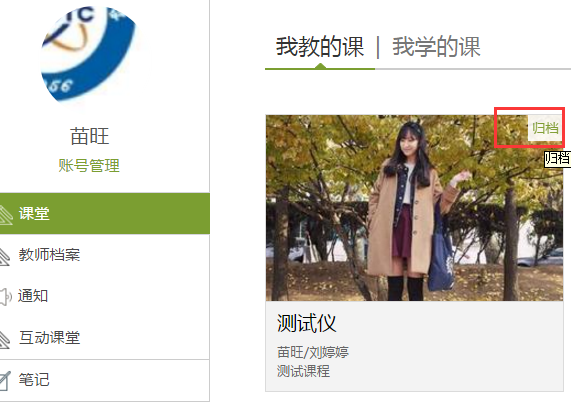 苗旺
账号管理
课堂
教师档案
通知
互动课堂
笔记
我教的课 | 我学的课
归档
归档
测试仪
苗旺/刘婷婷
测试课程